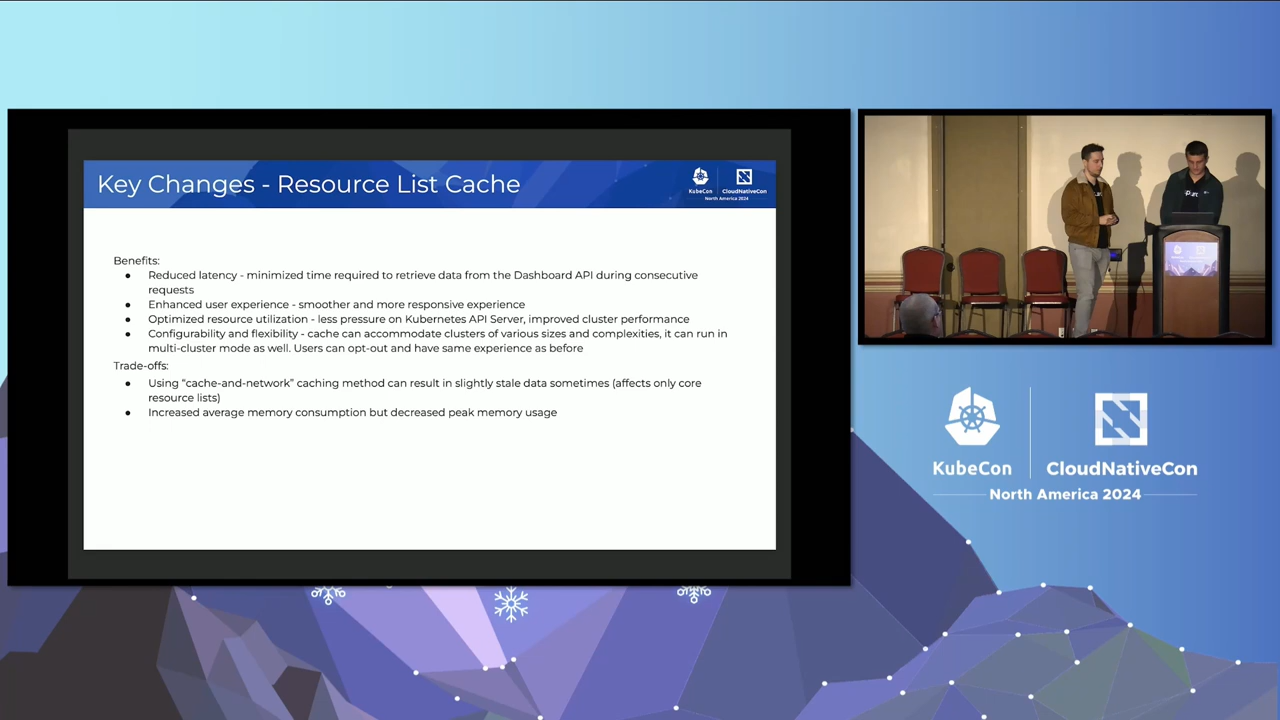 Key Changes - Resource List Cache
KubeCon
CloudNativeCon
North America 2024
Benefits:
● Reduced latency - minimized time required to retrieve data from the Dashboard API during consecutive
requests
● Enhanced user experience - smoother and more responsive experience
● Optimized resource utilization - less pressure on Kubernetes API Server, improved cluster performance
● Configurability and flexibility - cache can accommodate clusters of various sizes and complexities, it can run in
multi-cluster mode as well. Users can opt-out and have same experience as before
Trade-offs:
● Using “cache-and-network” caching method can result in slightly stale data sometimes (affects only core
resource lists)
● Increased average memory consumption but decreased peak memory usage
KubeCon
CloudNativeCon
North America 2024